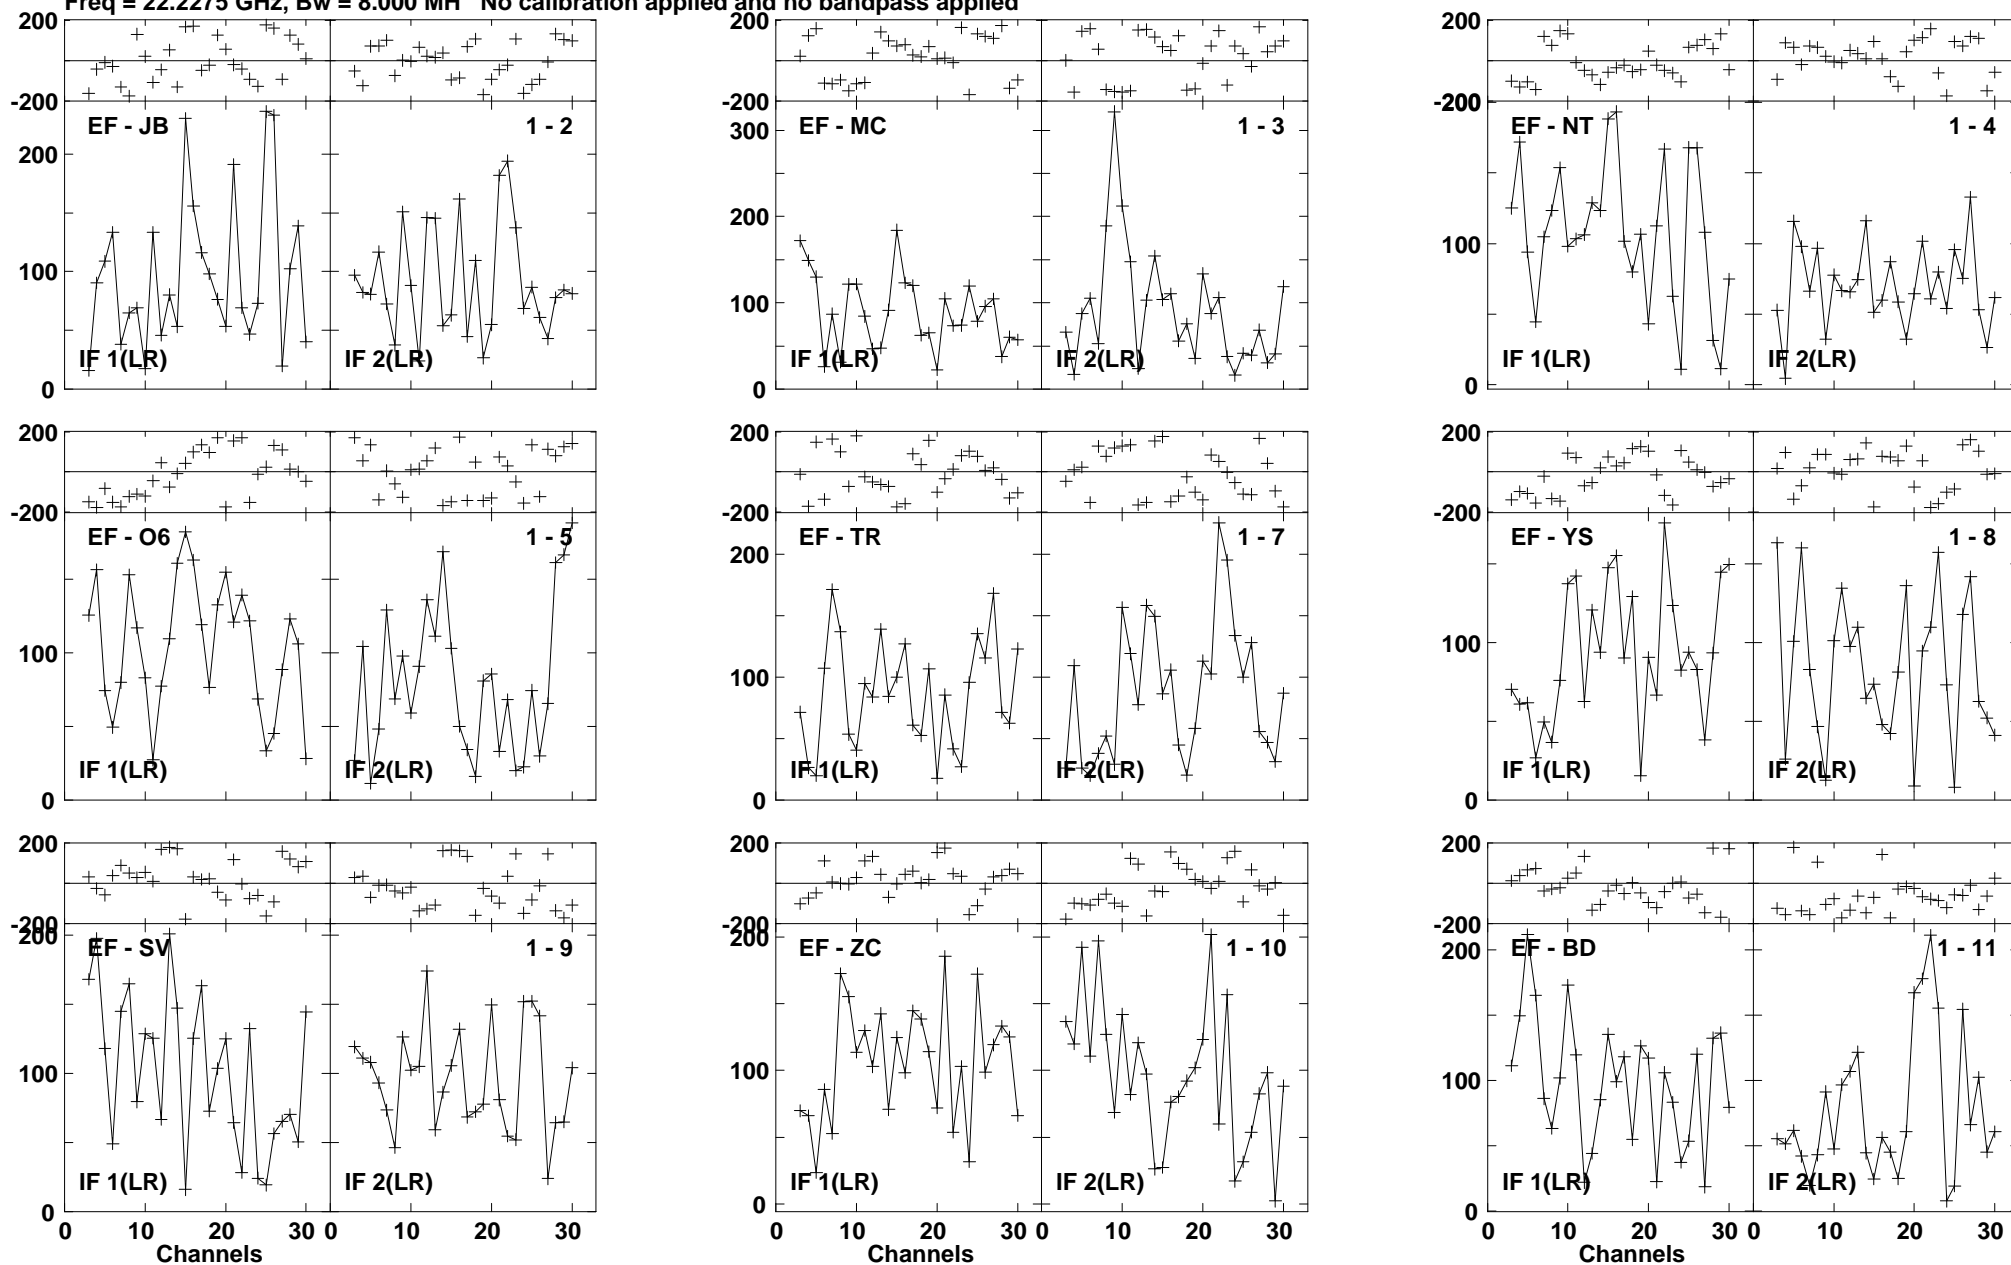 Freq = 22.2275 GHz, Bw = 8.000 MH No calibration applied and no bandpass applied
200
-200
EF - JB
1 - 2
200
100
0
IF 1(LR)
IF 2(LR)
200
-200
EF - MC
1 - 3
300
200
100
0
IF 1(LR)
IF 2(LR)
200
-200
200
EF - NT
1 - 4
100
0
IF 1(LR)
IF 2(LR)
200
-200
EF - O6
1 - 5
100
0
IF 1(LR)
IF 2(LR)
200
-200
EF - TR
1 - 7
200
100
0
IF 1(LR)
IF 2(LR)
200
-200
EF - YS
1 - 8
100
0
IF 1(LR)
IF 2(LR)
200
-200
200
EF - SV
1 - 9
100
0
IF 1(LR)
IF 2(LR)
0 10 20 30 0 10 20 30
Channels
200
-200
200
EF - ZC
1 - 10
100
0
IF 1(LR)
IF 2(LR)
0 10 20 30 0 10 20 30
Channels
200
-200
200
EF - BD
1 - 11
100
0
IF 1(LR)
IF 2(LR)
0 10 20 30 0 10 20 30
Channels